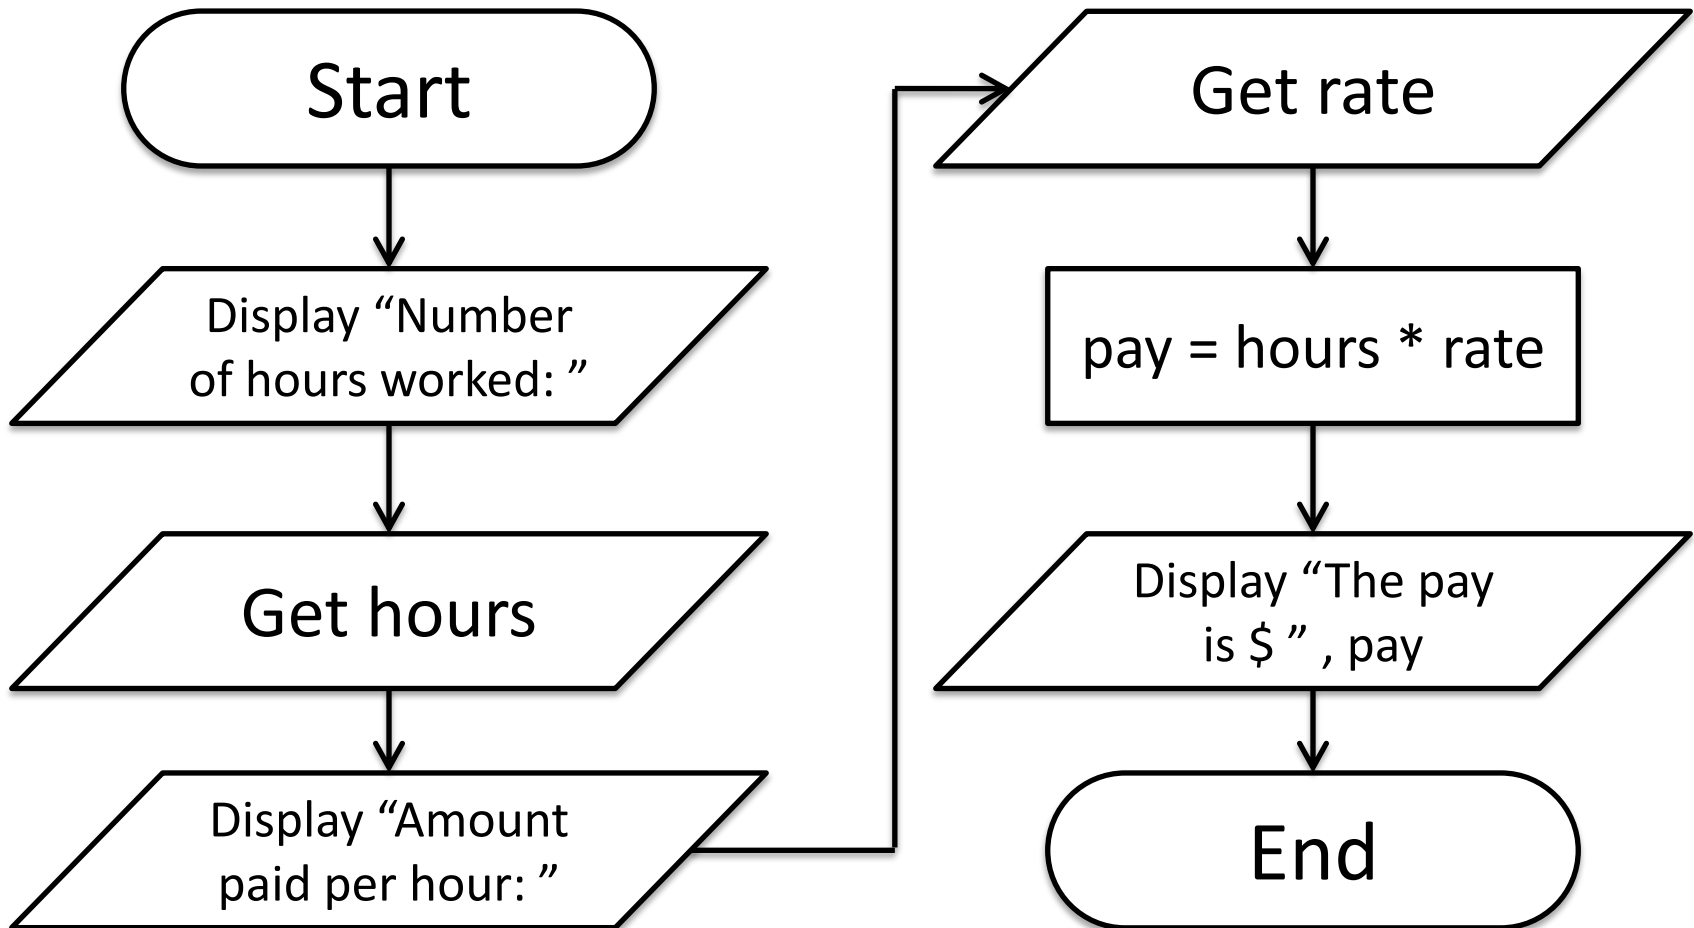 Start
Display “Number
of hours worked: ”
Get hours
Display “Amount
paid per hour: ”
Get rate
pay = hours * rate
Display “The pay
is $ ” , pay
End